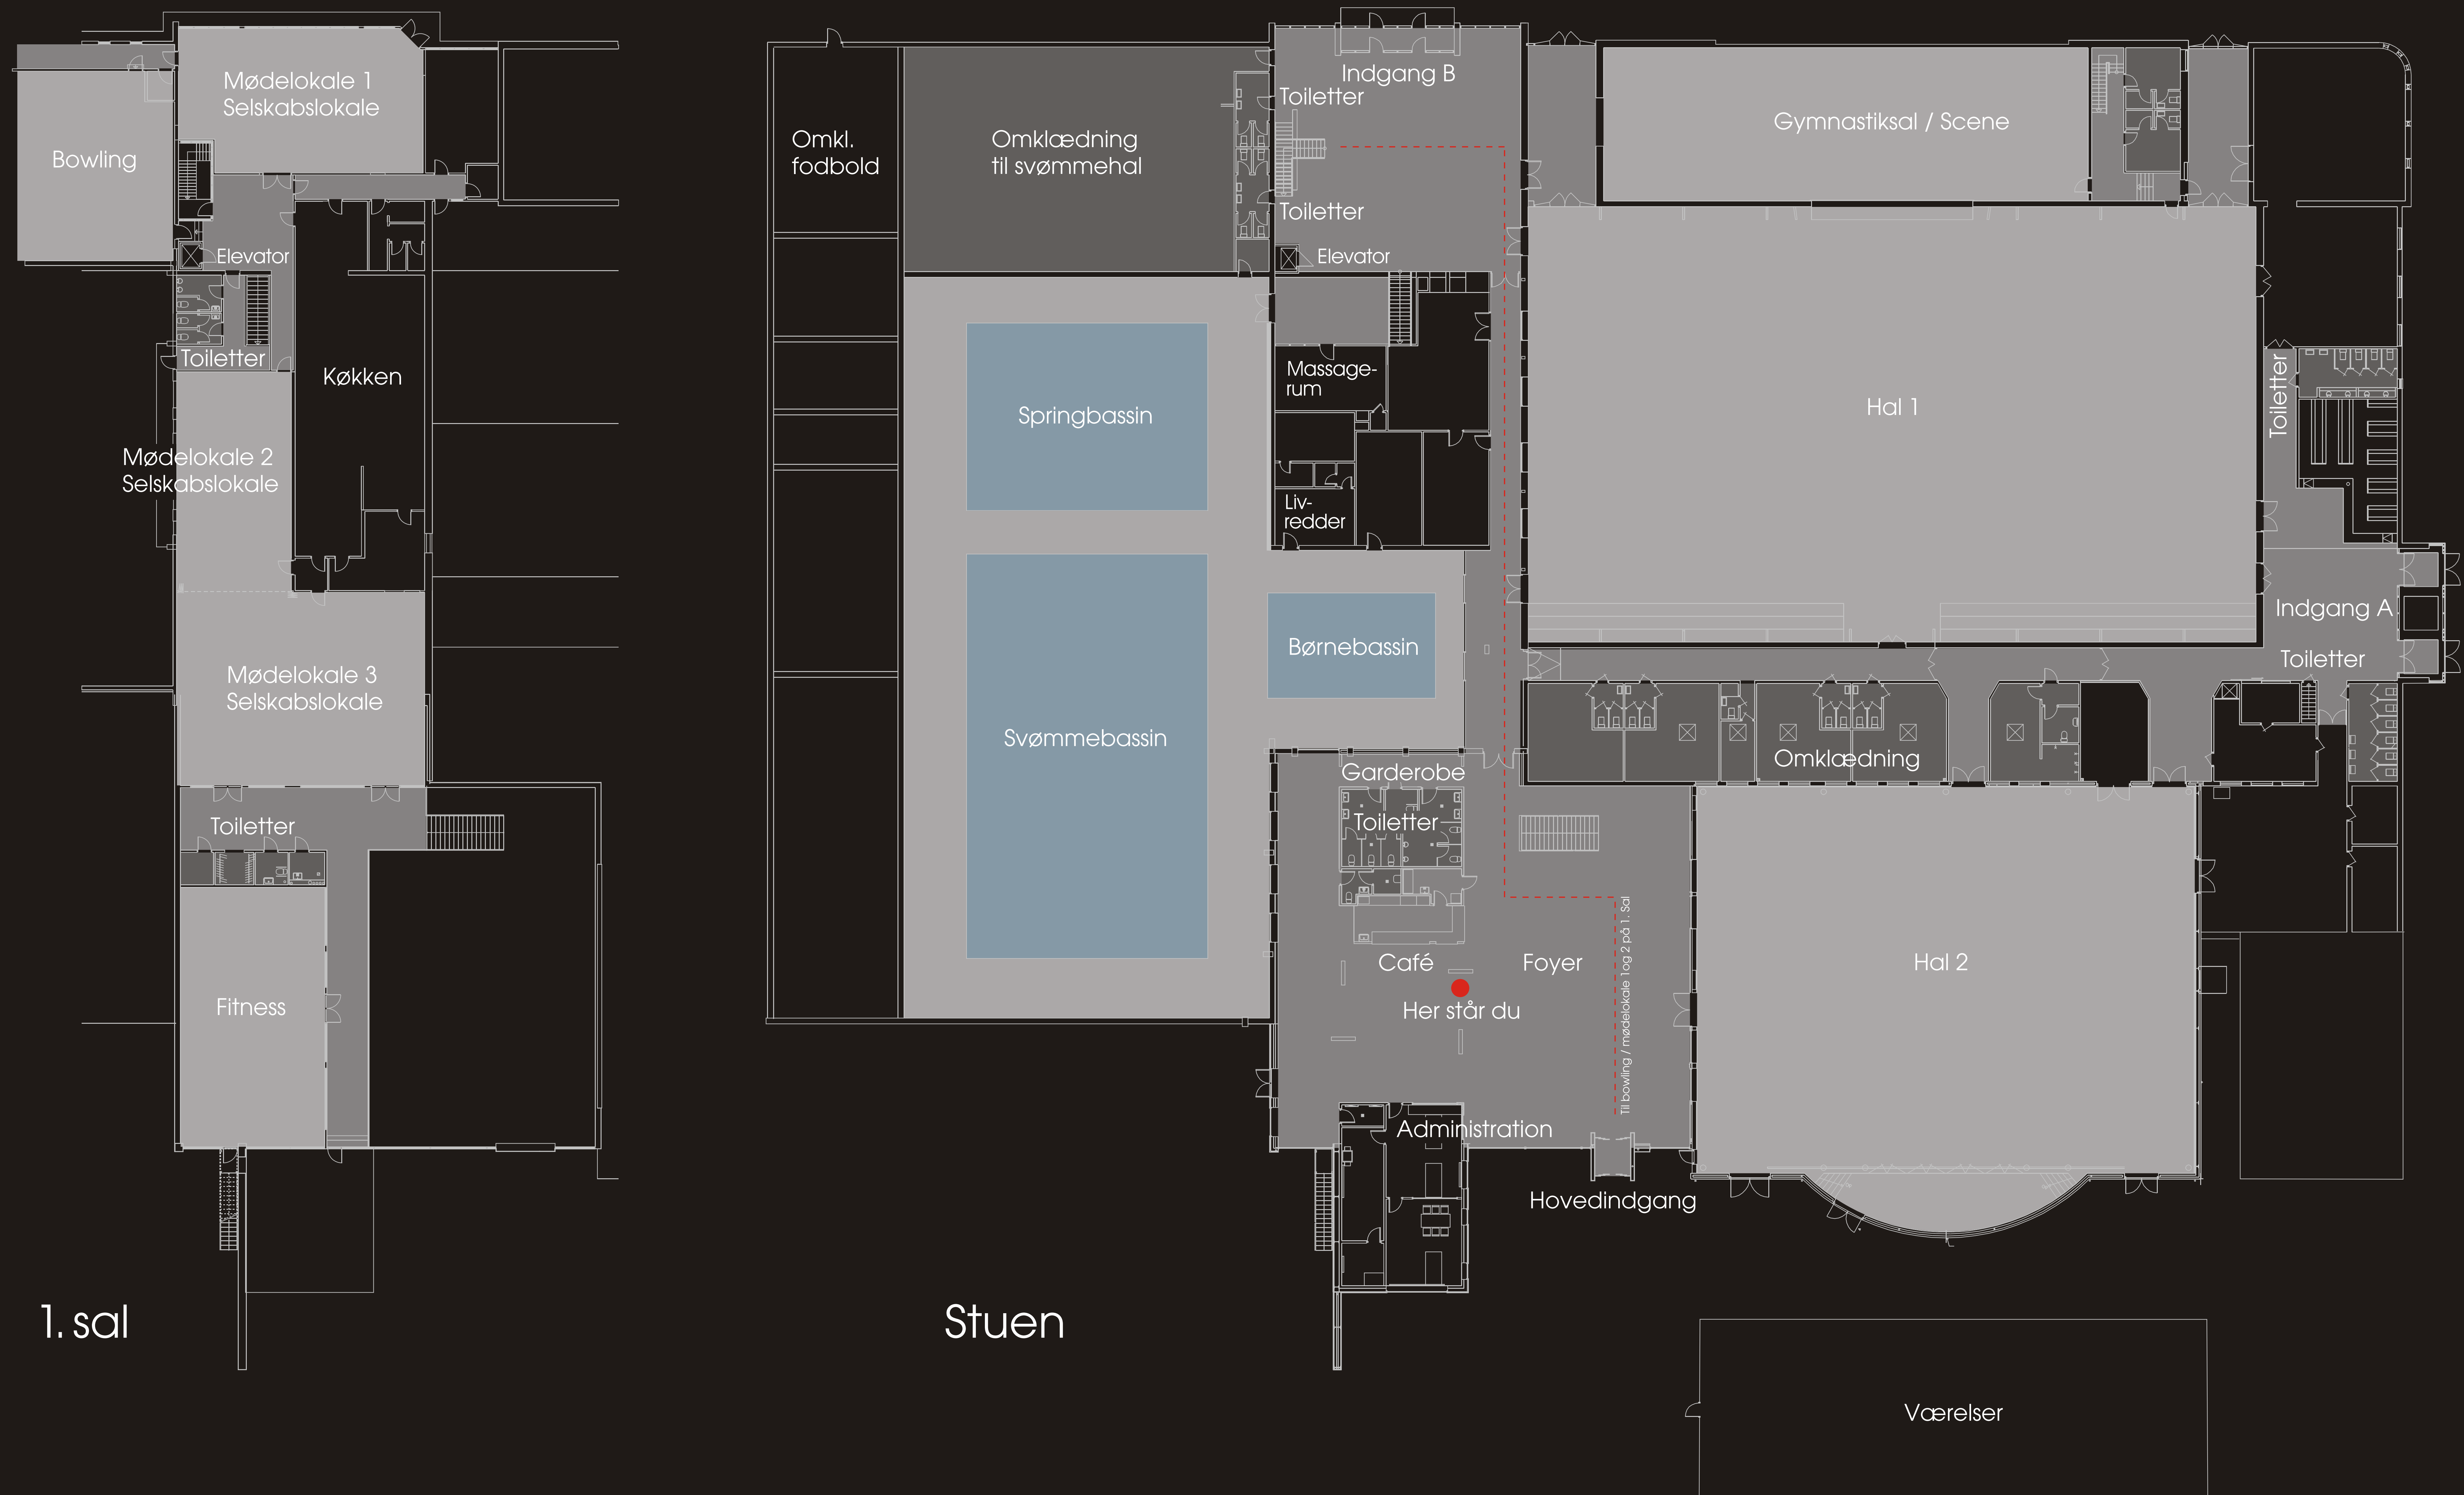 Mødelokale 1
Selskabslokale
Bowling
Elevator
Toiletter
Køkken
Mødelokale 2
Selskabslokale
Mødelokale 3
Selskabslokale
Toiletter
Fitness
1. sal
Indgang B
Toiletter
Omkl.
fodbold
Omklædning
til svømmehal
Toiletter
Elevator
Gymnastiksal / Scene
Massage-
rum
Springbassin
Liv-
redder
Hal 1
Toiletter
Indgang A
Toiletter
Børnebassin
Svømmebassin
Omklædning
Garderobe
Toiletter
Café
Foyer
Her står du
Til bowling / mødelokale 1og 2 på 1. Sal
Hal 2
Administration
Hovedindgang
Stuen
Værelser